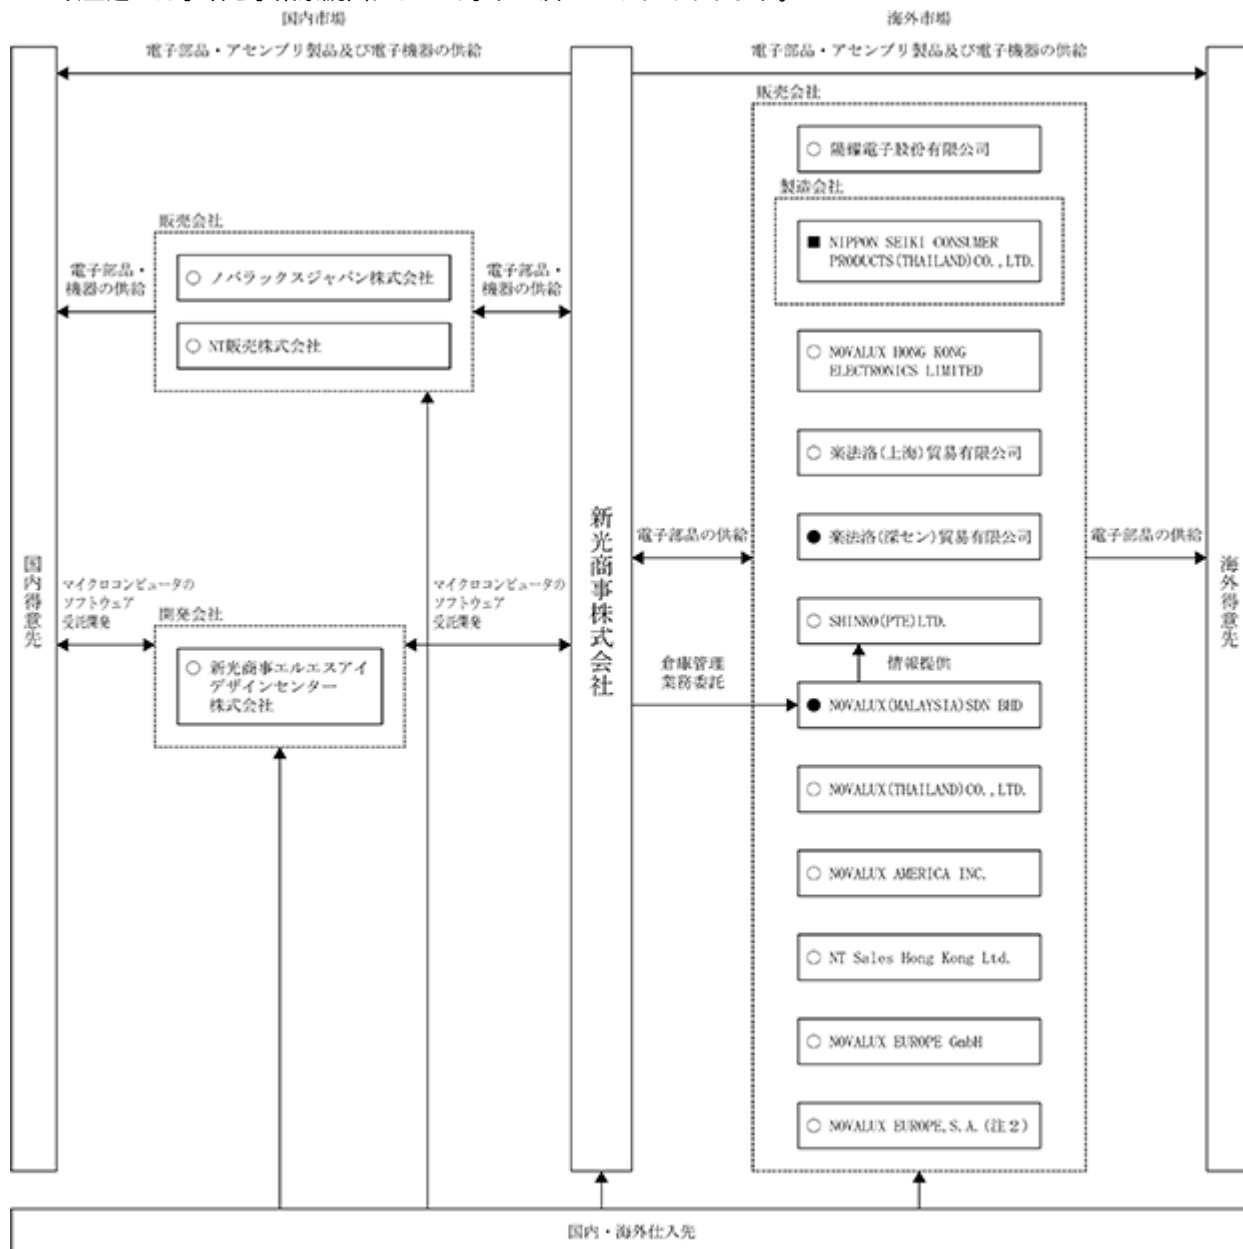 国内市場
海外市場
電子部品・アセンブリ製品及び電子機器の供給
電子部品・アセンブリ製品及び電子機器の供給
販売会社
○ 陽耀電子股份有限公司
製造会社
■ NIPPON SEIKI CONSUMER
PRODUCTS(THAILAND)CO.,LTD.
販売会社
電子部品・
機器の供給
○ ノバラックスジャパン株式会社
電子部品・
機器の供給
○ NT販売株式会社
○ NOVALUX HONG KONG
ELECTRONICS LIMITED
○ 楽法洛(上海)貿易有限公司
新光商事株式会社
電子部品の供給
● 楽法洛(深セン)貿易有限公司
電子部品の供給
国内得意先
海外得意先
マイクロコンピュータの
ソフトウェア
受託開発
マイクロコンピュータの
ソフトウェア
受託開発
開発会社
○ 新光商事エルエスアイ
デザインセンター
株式会社
○ SHINKO(PTE)LTD.
倉庫管理
業務委託
情報提供
● NOVALUX(MALAYSIA)SDN BHD
○ NOVALUX(THAILAND)CO.,LTD.
○ NOVALUX AMERICA INC.
○ NT Sales Hong Kong Ltd.
○ NOVALUX EUROPE GmbH
○ NOVALUX EUROPE,S.A.(注2)
国内・海外仕入先